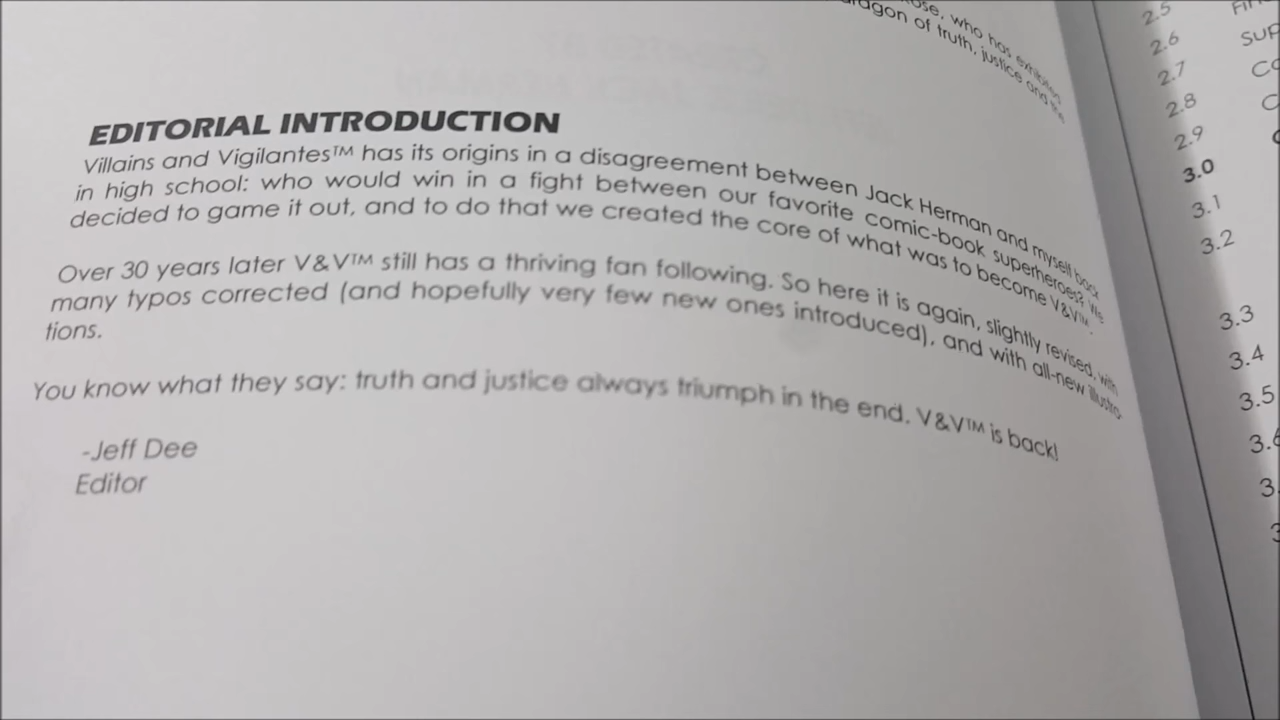 who has exhibited
of truth, justice and the
EDITORIAL INTRODUCTION
Villains and Vigilantes™ has its origins in a disagreement between Jack Herman and myself back
in high school: who would win in a fight between our favorite comic-book superheroes? We
decided to game it out, and to do that we created the core of what was to become V&V™.
Over 30 years later V&V™ still has a thriving fan following. So here it is again, slightly revised, with
many typos corrected (and hopefully very few new ones introduced), and with all-new illustra-
tions.
You know what they say: truth and justice always triumph in the end. V&V™ is back!
-Jeff Dee
Editor
2.5
2.6
2.7
2.8
2.9
3.0
3.1
3.2
3.3
3.4
3.5